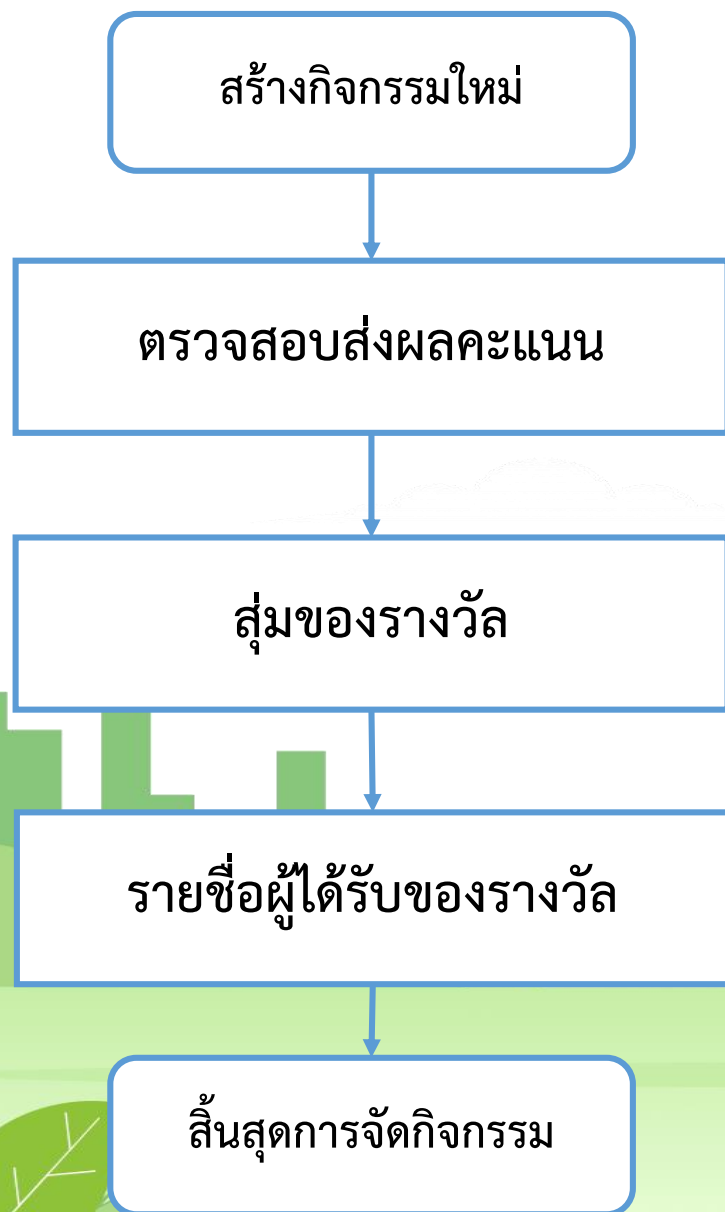 สร้างกิจกรรมใหม่
ตรวจสอบส่งผลคะแนน
สุ่มของรางวัล
รายชื่อผู้ได้รับของรางวัล
สิ้นสุดการจัดกิจกรรม